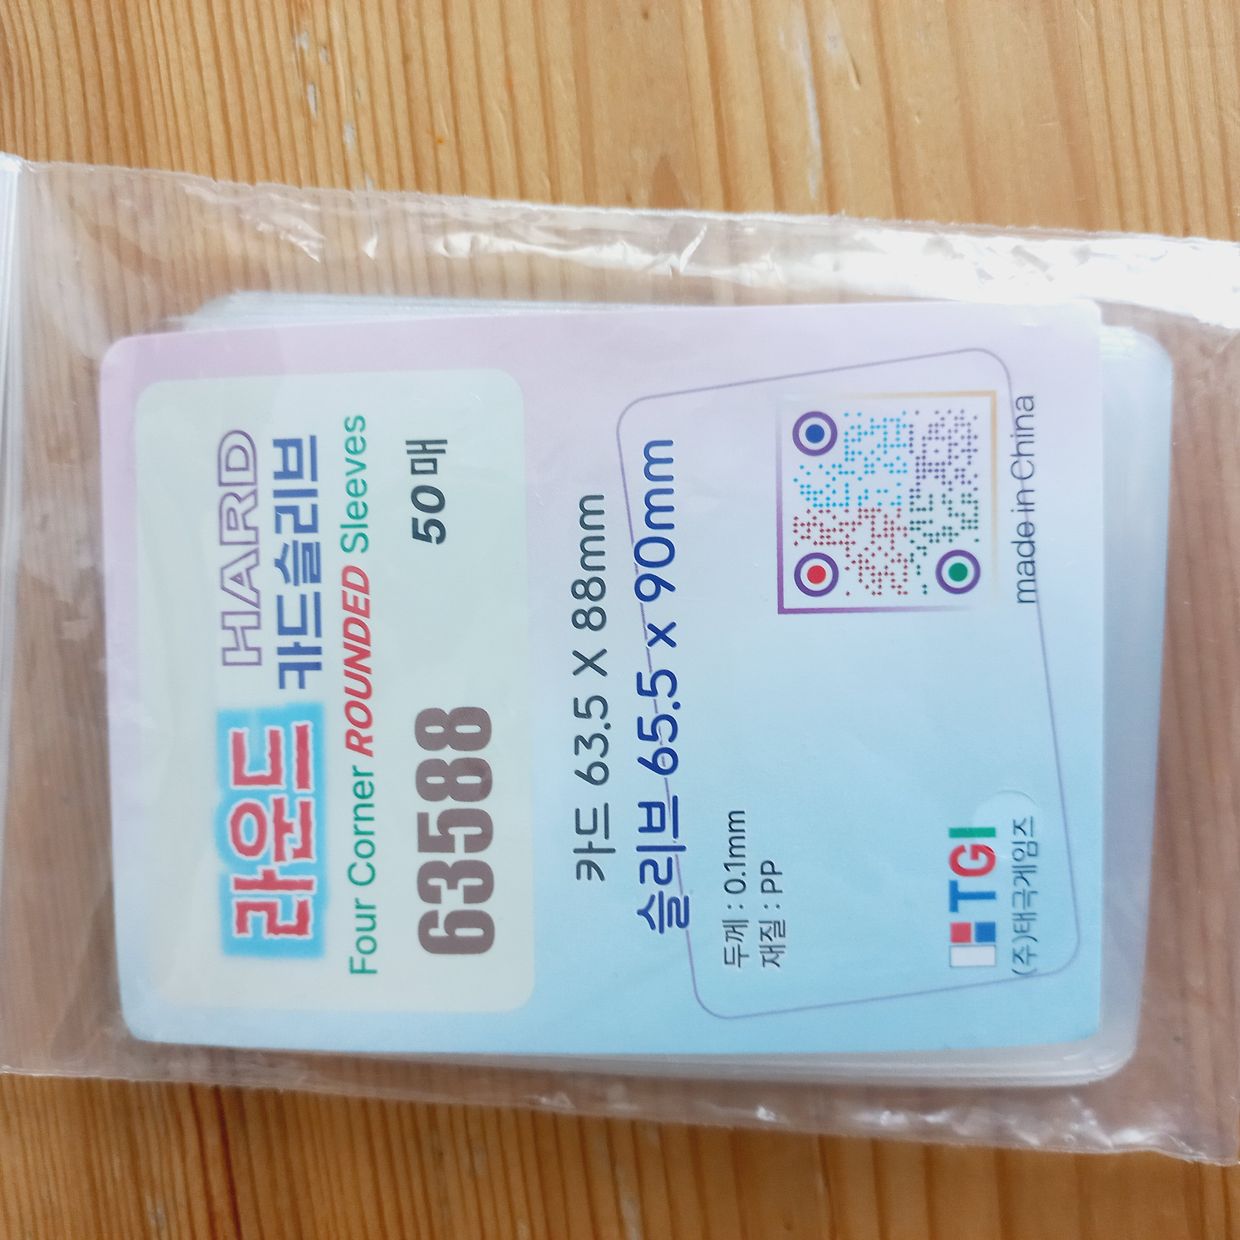 라운드 HARD 카드슬리브
Four Corner ROUNDED Sleeves
63588 50매
카드 63.5 X 88mm
슬리브 65.5 x 90mm
두께 : 0.1mm
재질 : PP
TGI
(주)태극게임즈
made in China